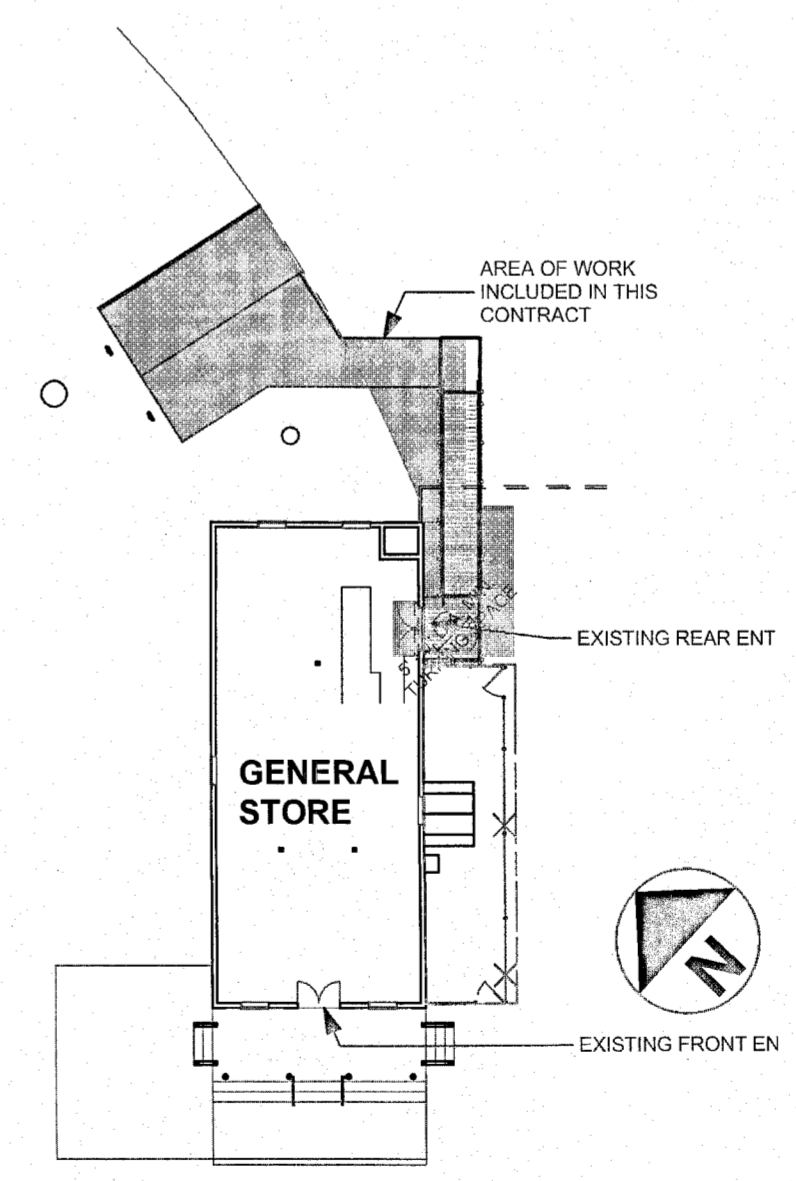 AREA OF WORK
INCLUDED IN THIS
CONTRACT
EXISTING REAR ENT
GENERAL
STORE
N
EXISTING FRONT EN